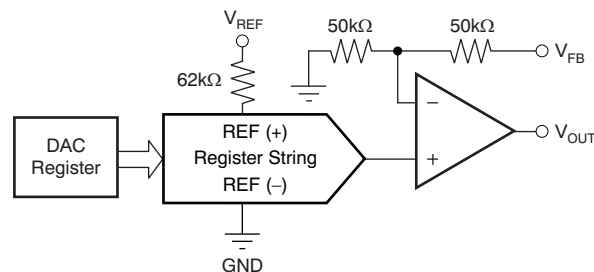 V_REF
50kΩ
50kΩ
V_FB
62kΩ
DAC
Register
REF (+)
Register String
REF (–)
–
+
V_OUT
GND